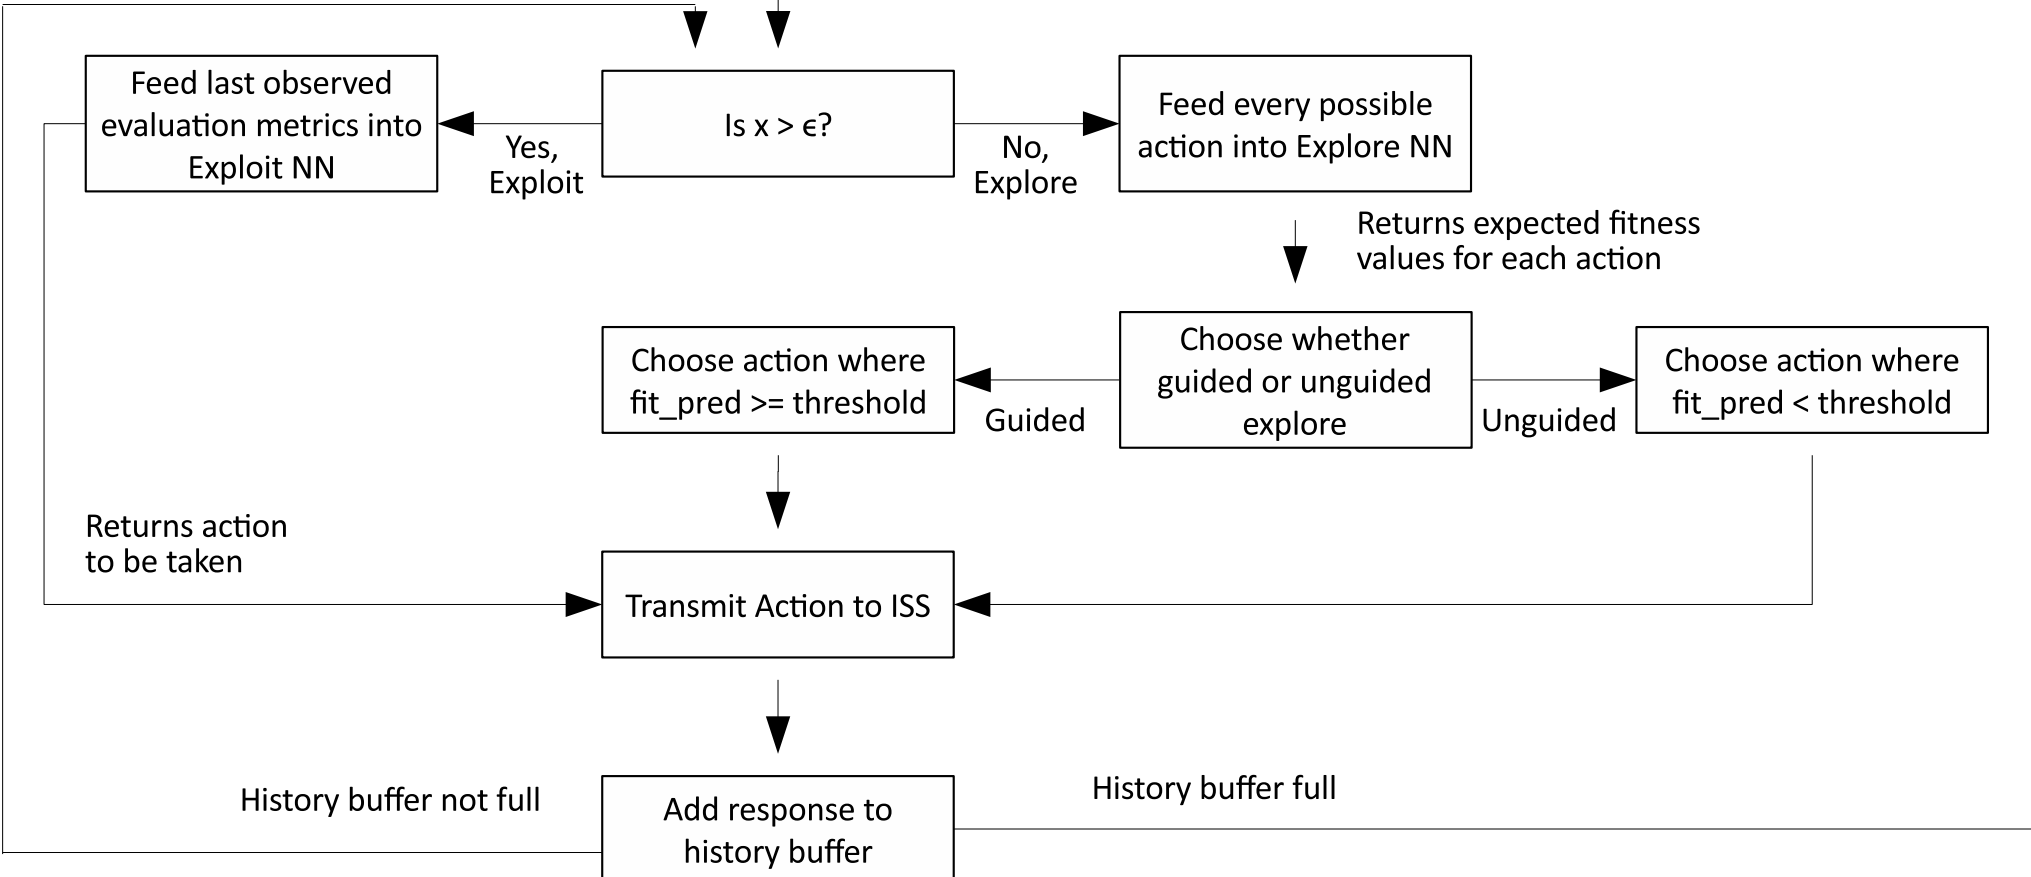 Feed last observed
evaluation metrics into
Exploit NN
Yes,
Exploit
Is x > ϵ?
No,
Explore
Feed every possible
action into Explore NN
Returns expected fitness
values for each action
Choose action where
fit_pred >= threshold
Guided
Choose whether
guided or unguided
explore
Unguided
Choose action where
fit_pred < threshold
Returns action
to be taken
Transmit Action to ISS
History buffer not full
Add response to
history buffer
History buffer full